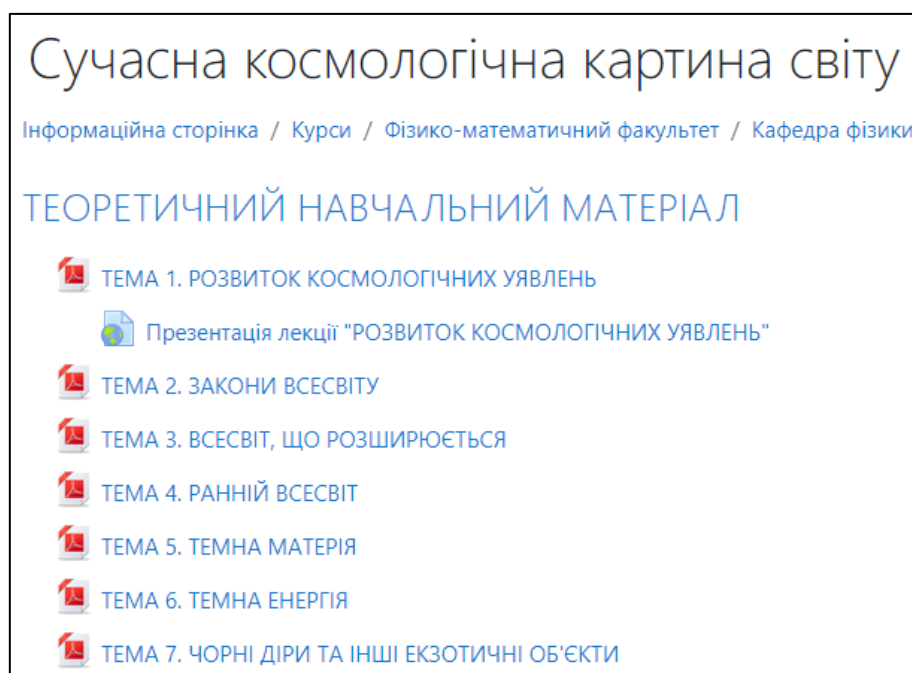 Сучасна космологічна картина світу
Інформаційна сторінка / Курси / Фізико-математичний факультет / Кафедра фізики
ТЕОРЕТИЧНИЙ НАВЧАЛЬНИЙ МАТЕРІАЛ
ТЕМА 1. РОЗВИТОК КОСМОЛОГІЧНИХ УЯВЛЕНЬ
Презентація лекції "РОЗВИТОК КОСМОЛОГІЧНИХ УЯВЛЕНЬ"
ТЕМА 2. ЗАКОНИ ВСЕСВІТУ
ТЕМА 3. ВСЕСВІТ, ЩО РОЗШИРЮЄТЬСЯ
ТЕМА 4. РАННІЙ ВСЕСВІТ
ТЕМА 5. ТЕМНА МАТЕРІЯ
ТЕМА 6. ТЕМНА ЕНЕРГІЯ
ТЕМА 7. ЧОРНІ ДІРИ ТА ІНШІ ЕКЗОТИЧНІ ОБ'ЄКТИ